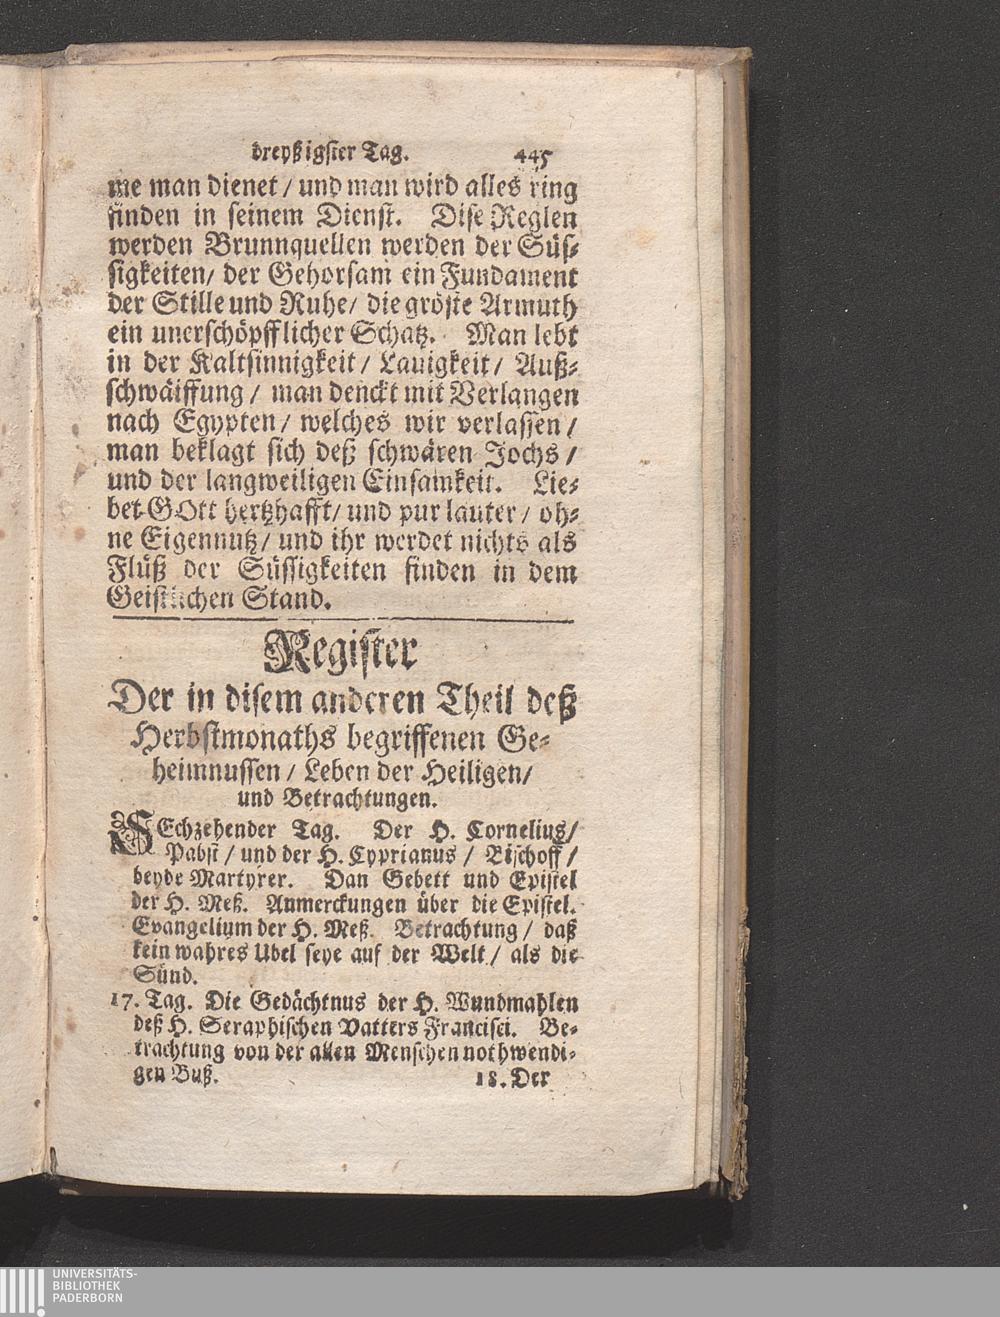 dreyßigster Tag. 445
me man dienet / und man wird alles ring
finden in seinem Dienst. Dise Reglen
werden Brunnquellen werden der Süs-
sigkeiten/ der Gehorsam ein Fundament
der Stille und Ruhe/ die gröste Armuth
ein unerschöpfflicher Schatz. Man lebt
in der Kaltsinnigkeit / Lauigkeit / Auß-
schwäiffung / man denckt mit Verlangen
nach Egypten / welches wir verlassen /
man beklagt sich deß schwären Jochs /
und der langweiligen Einsamkeit. Lie-
bet GOtt hertzhafft/ und pur lauter / oh-
ne Eigennutz / und ihr werdet nichts als
Flüß der Süssigkeiten finden in dem
Geistlichen Stand.
Register
Der in disem anderen Theil deß
Herbstmonaths begriffenen Ge-
heimnussen / Leben der Heiligen/
und Betrachtungen.
SEchzehender Tag. Der H. Cornelius/
Pabst / und der H. Cyprianus / Bischoff /
beyde Martyrer. Dan Gebett und Epistel
der H. Meß. Anmerckungen über die Epistel.
Evangelium der H. Meß. Betrachtung / daß
kein wahres Ubel seye auf der Welt / als die
Sünd.
17. Tag. Die Gedächtnus der H. Wundmahlen
deß H. Seraphischen Vatters Francisci. Be-
trachtung von der allen Menschen nothwendi-
gen Buß. 18. Der
UNIVERSITÄTS-
BIBLIOTHEK
PADERBORN